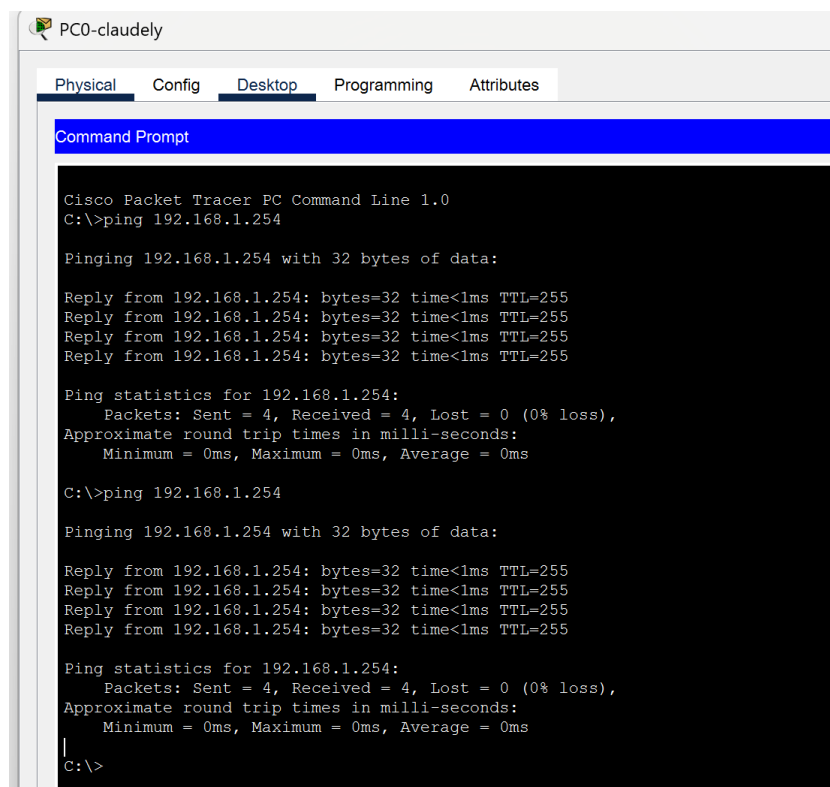 PC0-claudely
Physical Config Desktop Programming Attributes
Command Prompt
Cisco Packet Tracer PC Command Line 1.0
C:\>ping 192.168.1.254
Pinging 192.168.1.254 with 32 bytes of data:
Reply from 192.168.1.254: bytes=32 time<1ms TTL=255
Reply from 192.168.1.254: bytes=32 time<1ms TTL=255
Reply from 192.168.1.254: bytes=32 time<1ms TTL=255
Reply from 192.168.1.254: bytes=32 time<1ms TTL=255
Ping statistics for 192.168.1.254:
Packets: Sent = 4, Received = 4, Lost = 0 (0% loss),
Approximate round trip times in milli-seconds:
Minimum = 0ms, Maximum = 0ms, Average = 0ms
C:\>ping 192.168.1.254
Pinging 192.168.1.254 with 32 bytes of data:
Reply from 192.168.1.254: bytes=32 time<1ms TTL=255
Reply from 192.168.1.254: bytes=32 time<1ms TTL=255
Reply from 192.168.1.254: bytes=32 time<1ms TTL=255
Reply from 192.168.1.254: bytes=32 time<1ms TTL=255
Ping statistics for 192.168.1.254:
Packets: Sent = 4, Received = 4, Lost = 0 (0% loss),
Approximate round trip times in milli-seconds:
Minimum = 0ms, Maximum = 0ms, Average = 0ms
C:\>